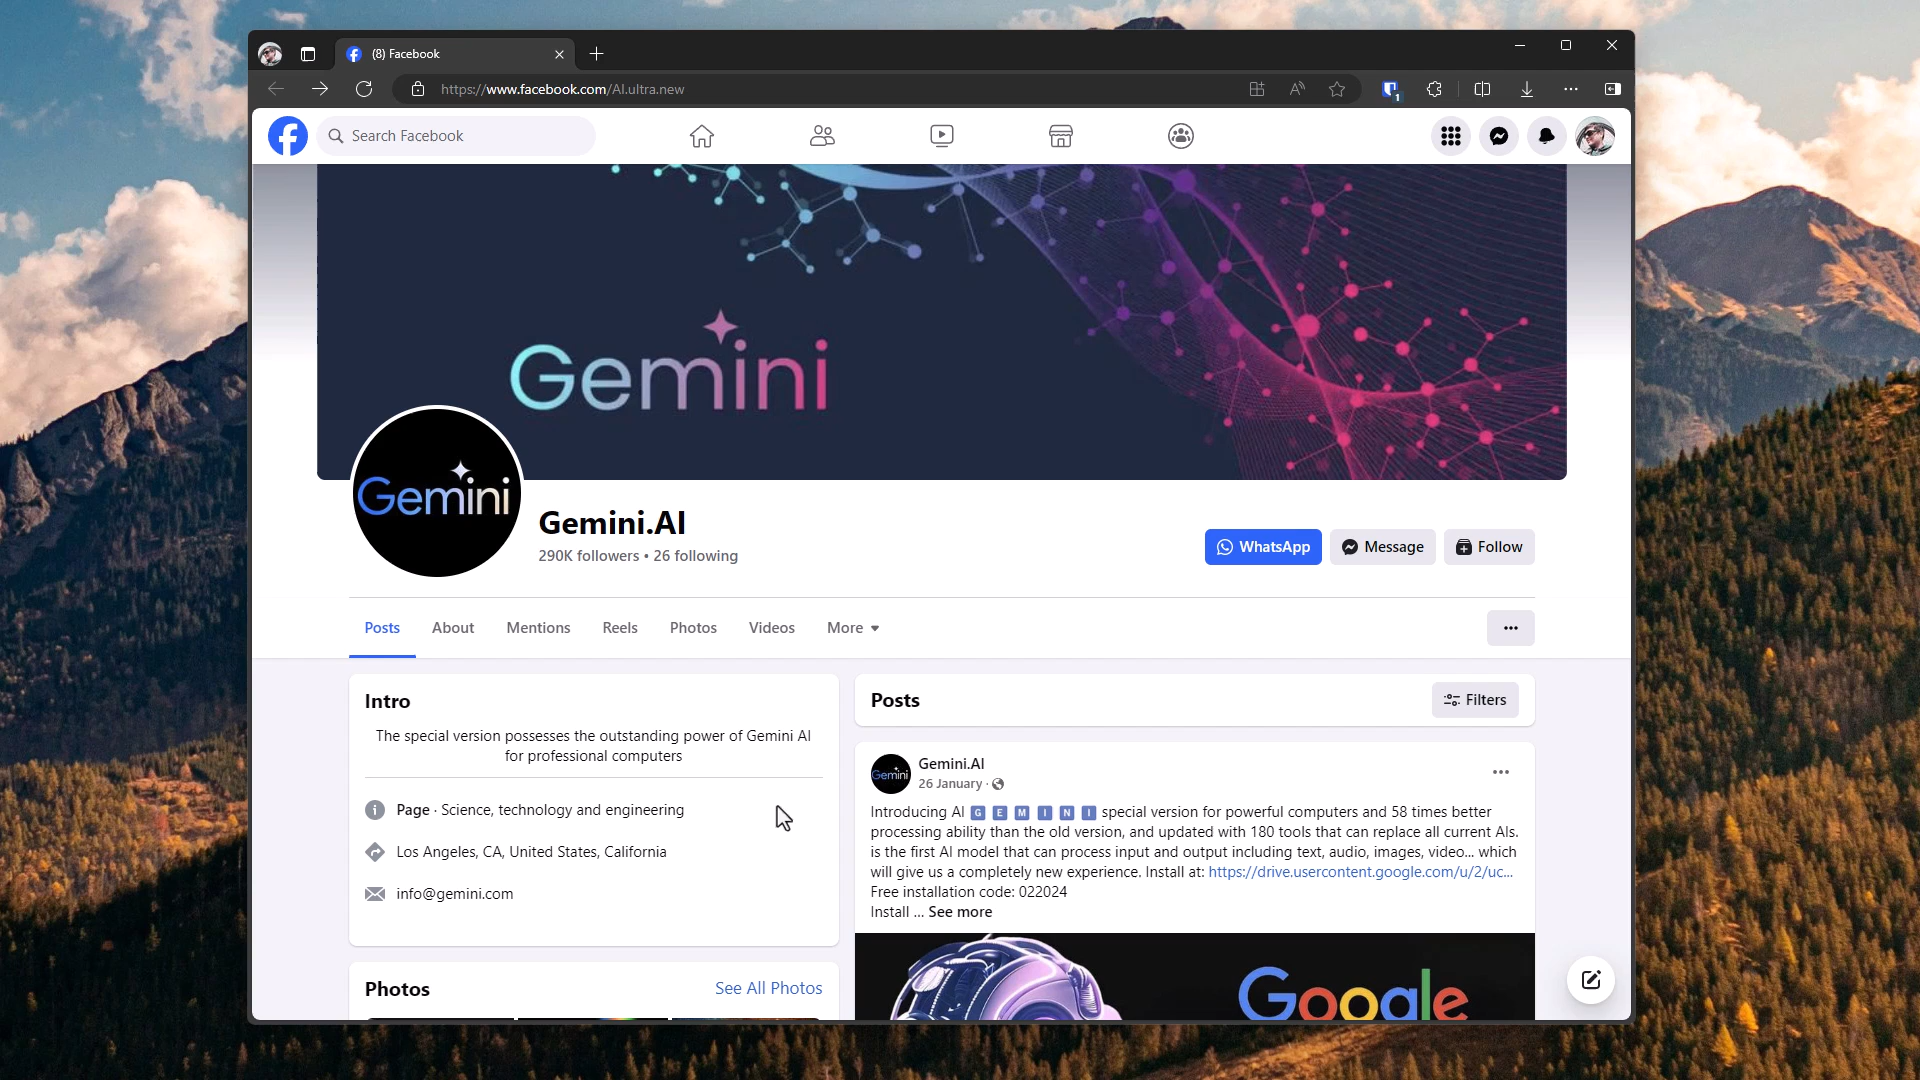 (8) Facebook
https://www.facebook.com/AI.ultra.new
1
Search Facebook
Gemini
Gemini
Gemini.AI
290K followers • 26 following
WhatsApp
Message
Follow
Posts
About
Mentions
Reels
Photos
Videos
More
Intro
The special version possesses the outstanding power of Gemini AI
for professional computers
Page · Science, technology and engineering
Los Angeles, CA, United States, California
info@gemini.com
Photos
See All Photos
Posts
Filters
Gemini
Gemini.AI
26 January ·
Introducing AI G E M I N I special version for powerful computers and 58 times better
processing ability than the old version, and updated with 180 tools that can replace all current AIs.
is the first AI model that can process input and output including text, audio, images, video... which
will give us a completely new experience. Install at: https://drive.usercontent.google.com/u/2/uc...
Free installation code: 022024
Install ... See more
Google